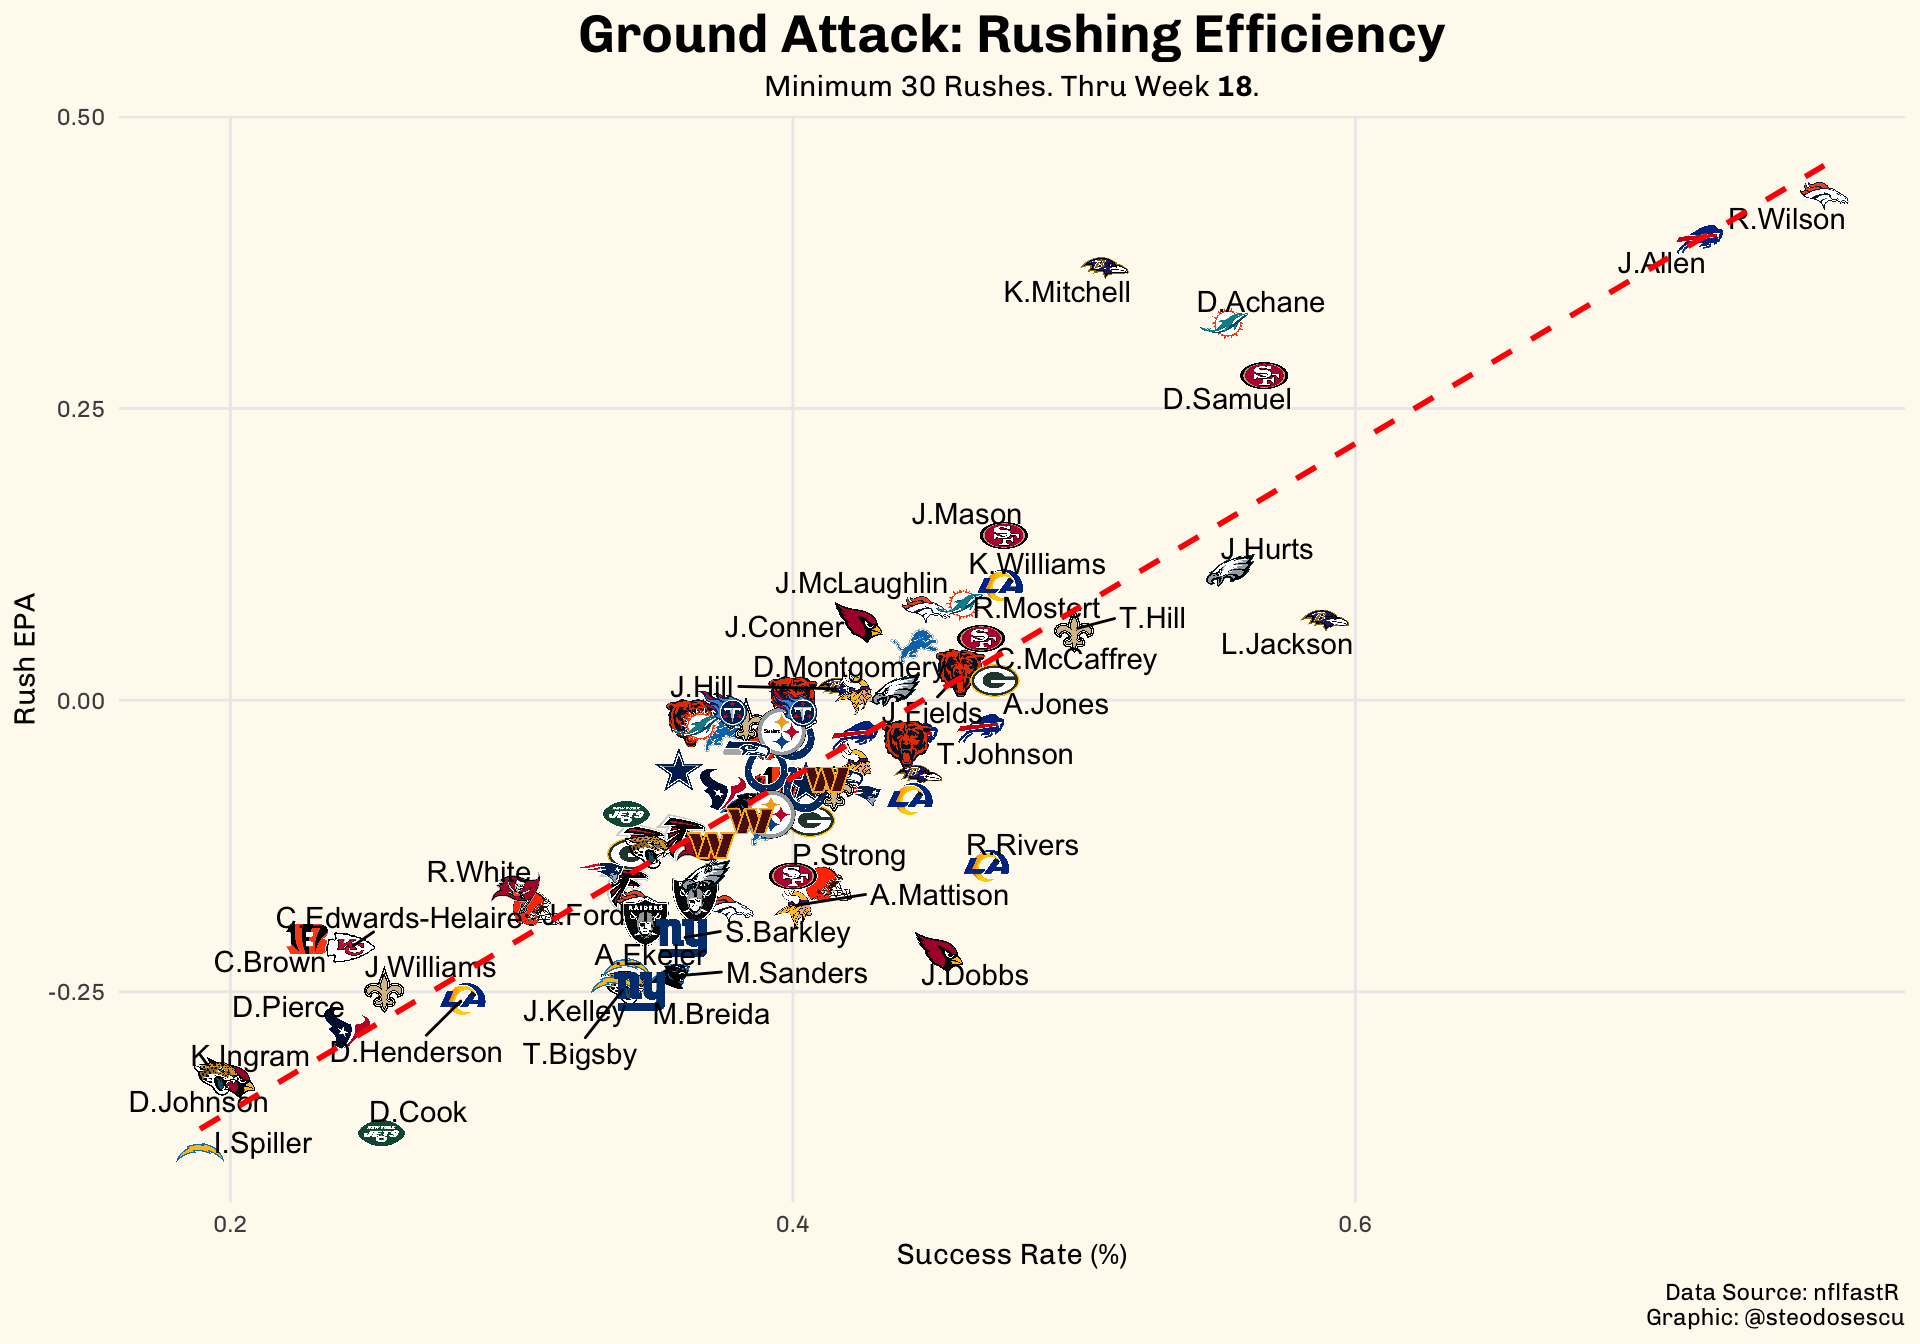 Ground Attack: Rushing Efficiency
Minimum 30 Rushes. Thru Week 18.
0.50
R.Wilson
J.Allen
K.Mitchell
D.Achane
D.Samuel
0.25
J.Mason
J.Hurts
K.Williams
J.McLaughlin
R.Mostert
T.Hill
J.Conner
L.Jackson
C.McCaffrey
D.Montgomery
J.Hill
0.00
A.Jones
J.Fields
T.Johnson
R.Rivers
P.Strong
R.White
A.Mattison
C.Edwards-Helaire
J.Ford
S.Barkley
A.Ekeler
C.Brown
J.Williams
M.Sanders
J.Dobbs
-0.25
D.Pierce
J.Kelley
M.Breida
D.Henderson
T.Bigsby
K.Ingram
D.Johnson
D.Cook
I.Spiller
Rush EPA
0.2
0.4
0.6
Success Rate (%)
Data Source: nflfastR
Graphic: @steodosescu